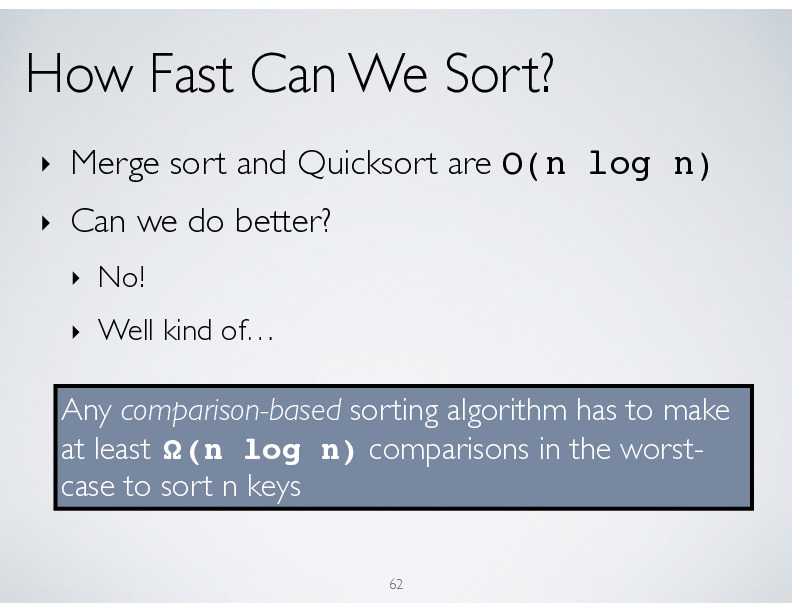 How Fast Can We Sort?
‣ Merge sort and Quicksort are O(n log n)
‣ Can we do better?
‣ No!
‣ Well kind of…
Any comparison-based sorting algorithm has to make
at least Ω(n log n) comparisons in the worst-
case to sort n keys
62